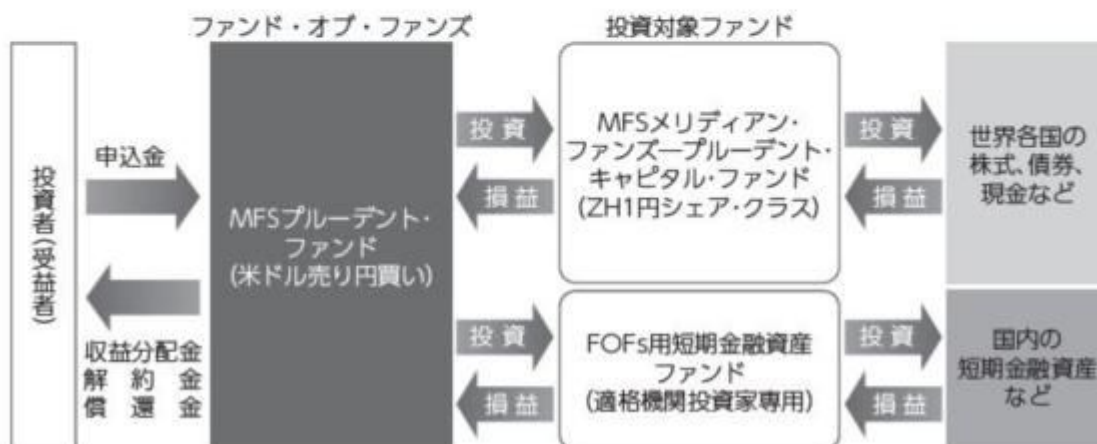 ファンド・オブ・ファンズ
投資対象ファンド
投資者(受益者)
申込金
収益分配金
解約金
償還金
MFSプルーデント・
ファンド
(米ドル売り円買い)
投資
損益
MFSメリディアン・
ファンズ―プルーデント・
キャピタル・ファンド
(ZH1円シェア・クラス)
投資
損益
世界各国の
株式、債券、
現金など
投資
損益
FOFs用短期金融資産
ファンド
(適格機関投資家専用)
投資
損益
国内の
短期金融資産
など